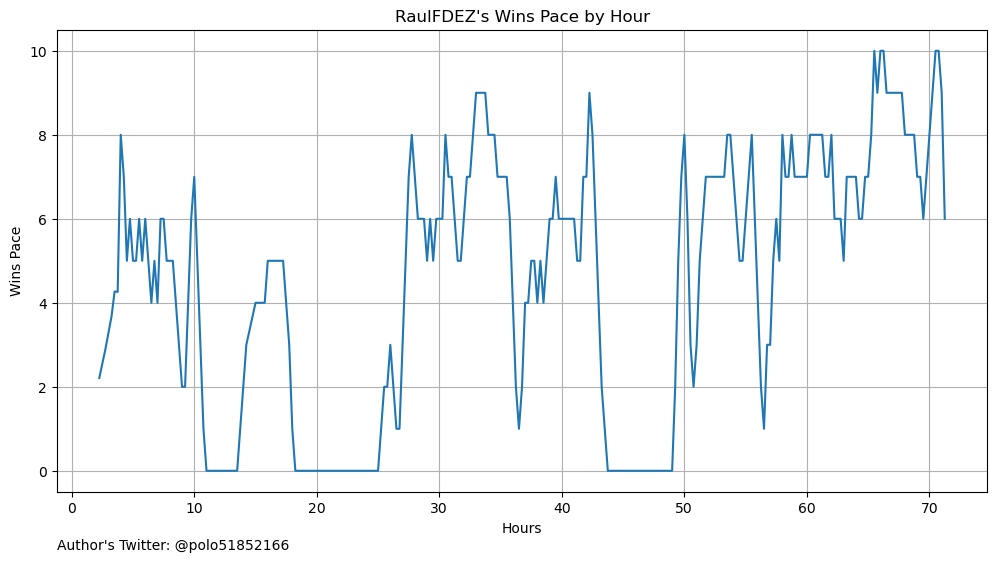 RaulFDEZ's Wins Pace by Hour
10
8
6
4
2
0
Wins Pace
0 10 20 30 40 50 60 70
Hours
Author's Twitter: @polo51852166